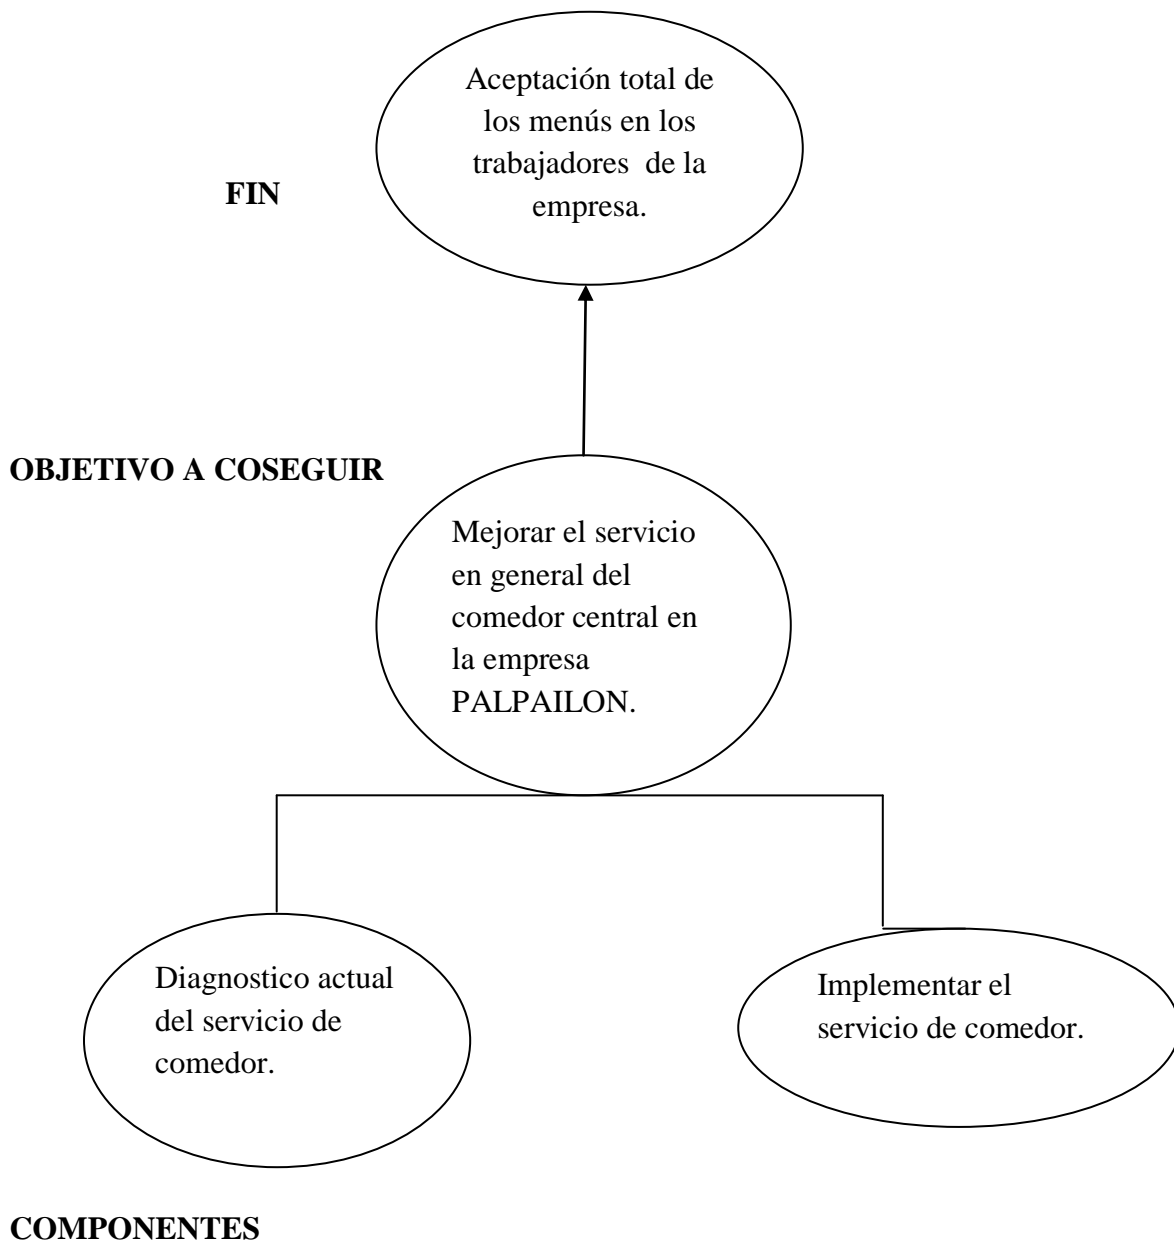 Aceptación total de
los menús en los
trabajadores de la
empresa.
FIN
OBJETIVO A COSEGUIR
Mejorar el servicio
en general del
comedor central en
la empresa
PALPAILON.
Diagnostico actual
del servicio de
comedor.
Implementar el
servicio de comedor.
COMPONENTES